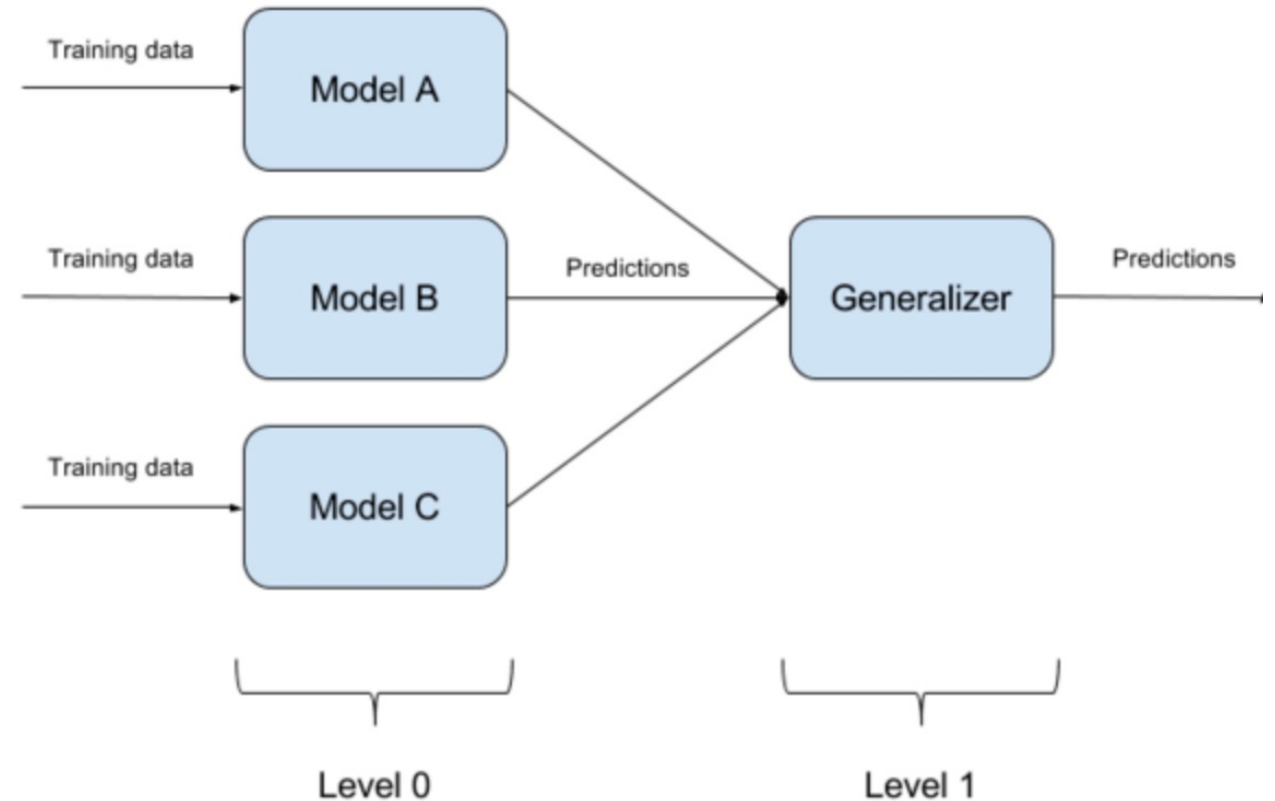 Training data
Model A
Training data
Model B
Predictions
Generalizer
Predictions
Training data
Model C
Level 0
Level 1